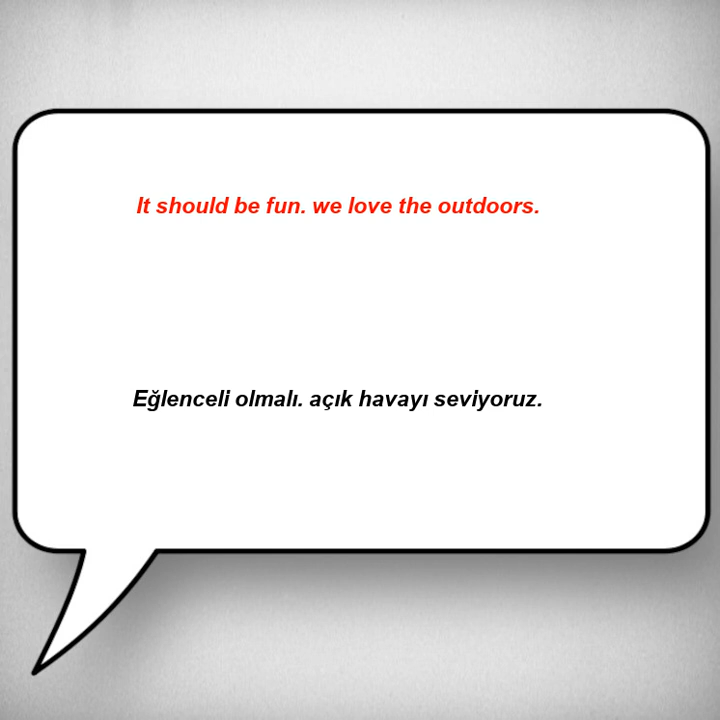 It should be fun. we love the outdoors.
Eğlenceli olmalı. açık havayı seviyoruz.